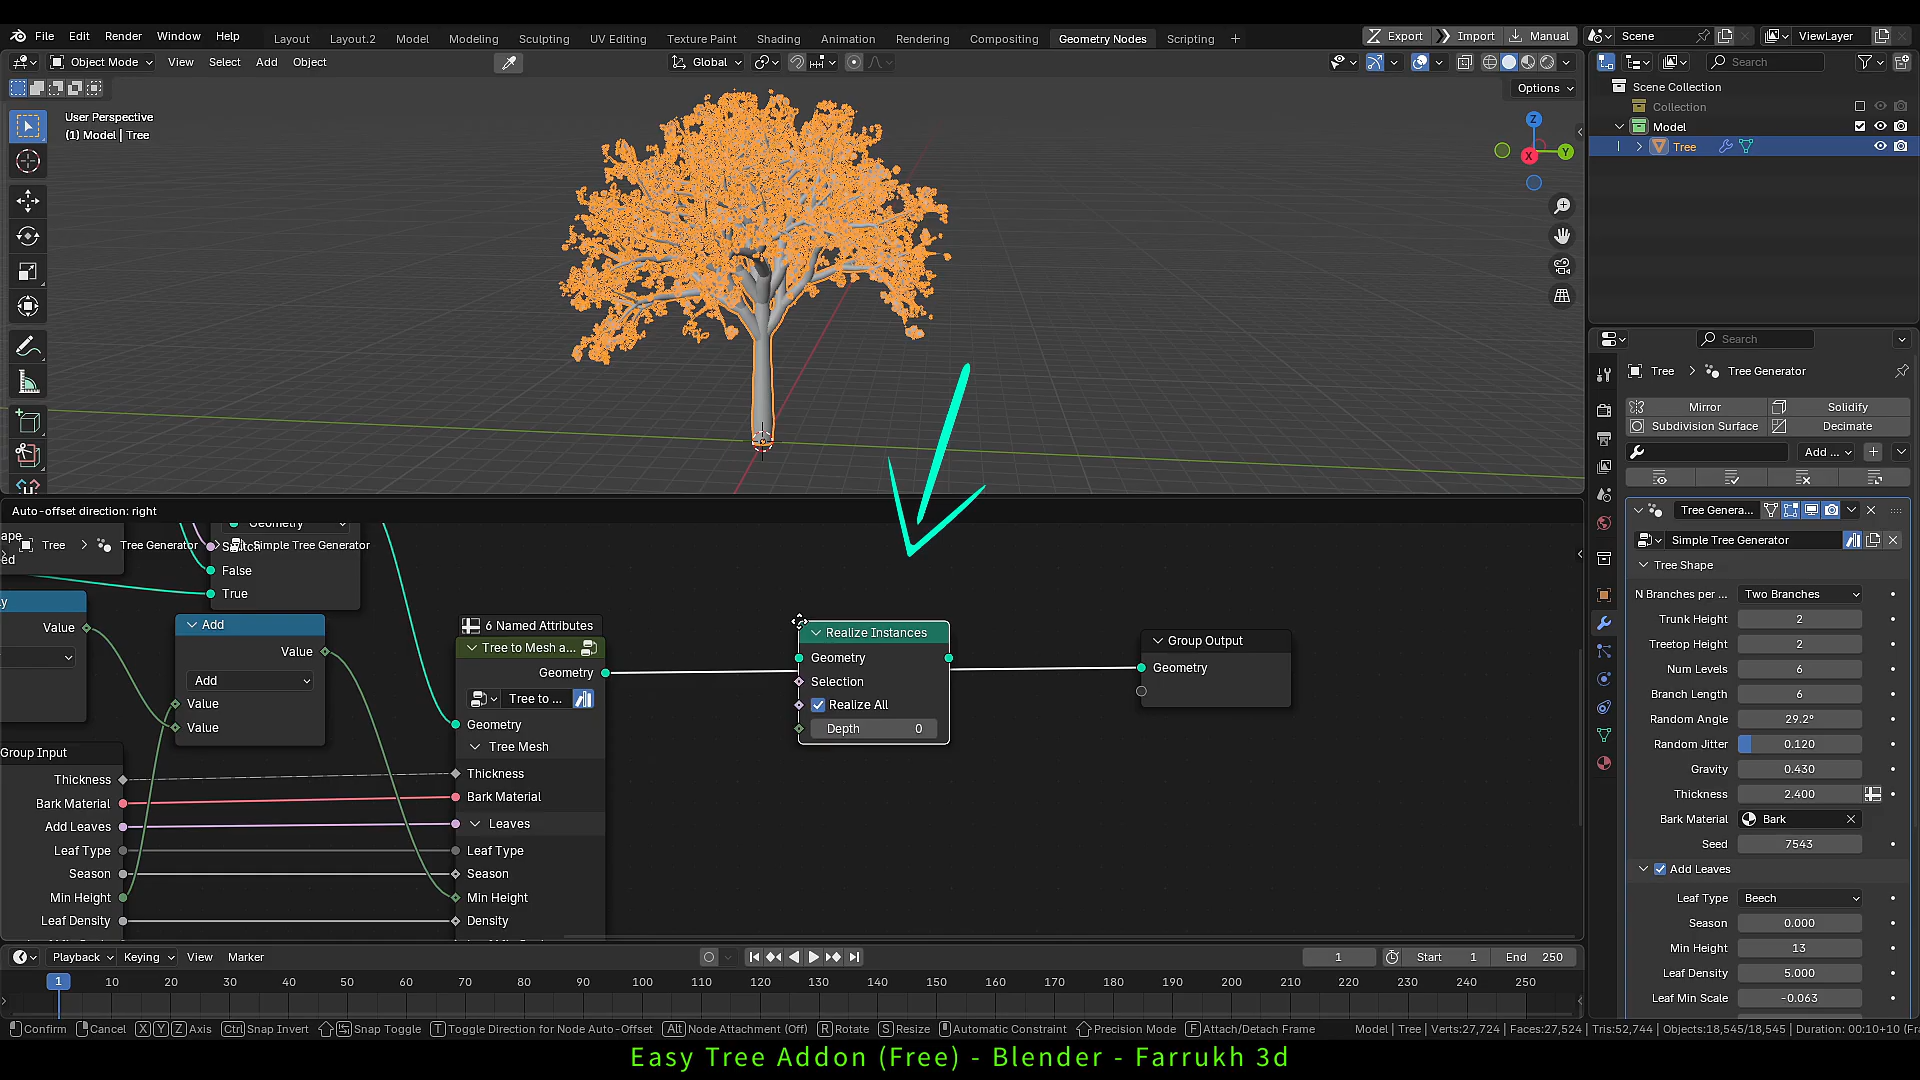 File Edit Render Window Help Layout Layout.2 Model Modeling Sculpting UV Editing Texture Paint Shading Animation Rendering Compositing Geometry Nodes Scripting + Export Import Manual Scene ViewLayer
Object Mode View Select Add Object Global Search
Options
User Perspective
(1) Model | Tree
Z
Y
X
Scene Collection
Collection
Model
Tree
Search
Tree Tree Generator
Mirror Solidify
Subdivision Surface Decimate
Add ...
Tree Genera...
Simple Tree Generator
Tree Shape
N Branches per ... Two Branches
Trunk Height 2
Treetop Height 2
Num Levels 6
Branch Length 6
Random Angle 29.2°
Random Jitter 0.120
Gravity 0.430
Thickness 2.400
Bark Material Bark
Seed 7543
Add Leaves
Leaf Type Beech
Season 0.000
Min Height 13
Leaf Density 5.000
Leaf Min Scale -0.063
Auto-offset direction: right
Geometry
Tree Tree Generator Simple Tree Generator
False
True
Value
Add
Value
Add
Value
Value
Group Input
Thickness
Bark Material
Add Leaves
Leaf Type
Season
Min Height
Leaf Density
6 Named Attributes
Tree to Mesh a...
Geometry
Tree to ...
Geometry
Tree Mesh
Thickness
Bark Material
Leaves
Leaf Type
Season
Min Height
Density
Realize Instances
Geometry
Selection
Realize All
Depth 0
Group Output
Geometry
Playback Keying View Marker 1 Start 1 End 250
1 10 20 30 40 50 60 70 80 90 100 110 120 130 140 150 160 170 180 190 200 210 220 230 240 250
Confirm Cancel X Y Z Axis Ctrl Snap Invert Snap Toggle T Toggle Direction for Node Auto-Offset Alt Node Attachment (Off) R Rotate S Resize Automatic Constraint Precision Mode F Attach/Detach Frame Model | Tree | Verts:27,724 | Faces:27,524 | Tris:52,744 | Objects:18,545/18,545 | Duration: 00:10+10 (Fra
Easy Tree Addon (Free) - Blender - Farrukh 3d